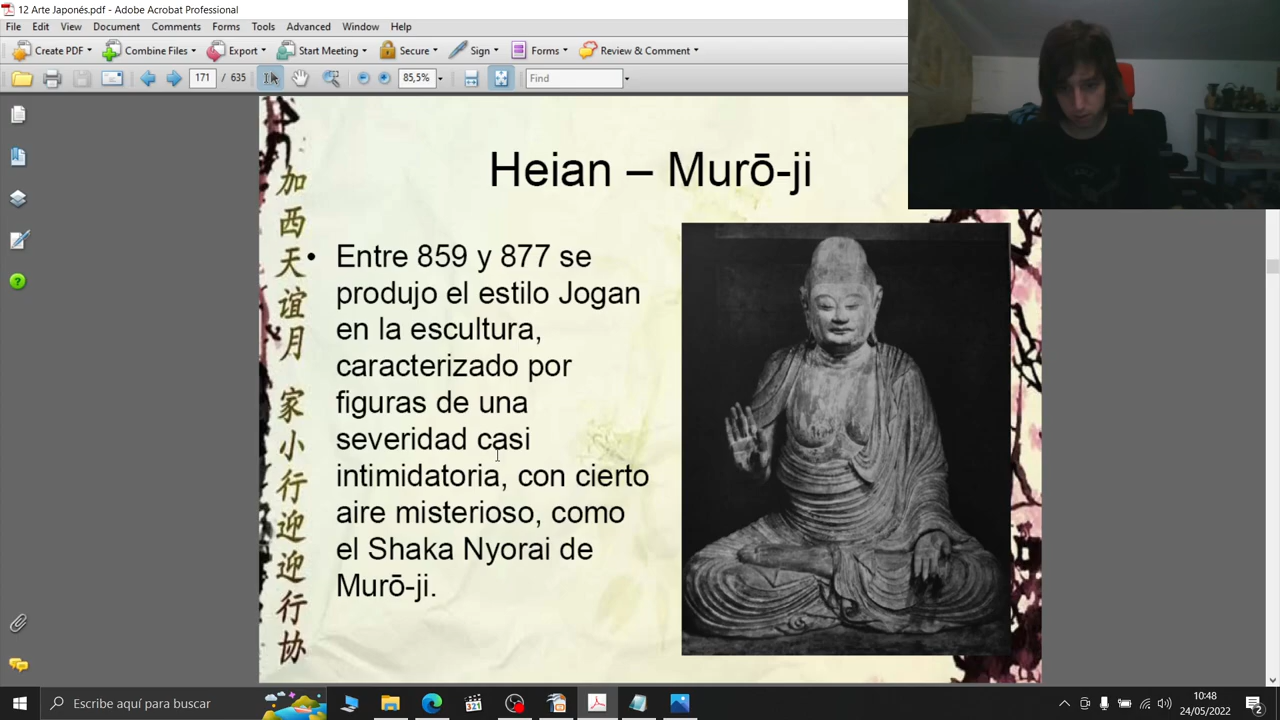 12 Arte Japonés.pdf - Adobe Acrobat Professional
File Edit View Document Comments Forms Tools Advanced Window Help
Create PDF Combine Files Export Start Meeting Secure Sign Forms Review & Comment
171 / 635 85,5% Find
Heian – Murō-ji
加
西
天
谊
月
家
小
行
迎
迎
行
协
• Entre 859 y 877 se
produjo el estilo Jogan
en la escultura,
caracterizado por
figuras de una
severidad casi
intimidatoria, con cierto
aire misterioso, como
el Shaka Nyorai de
Murō-ji.
Escribe aquí para buscar
321
10:48
24/05/2022
2